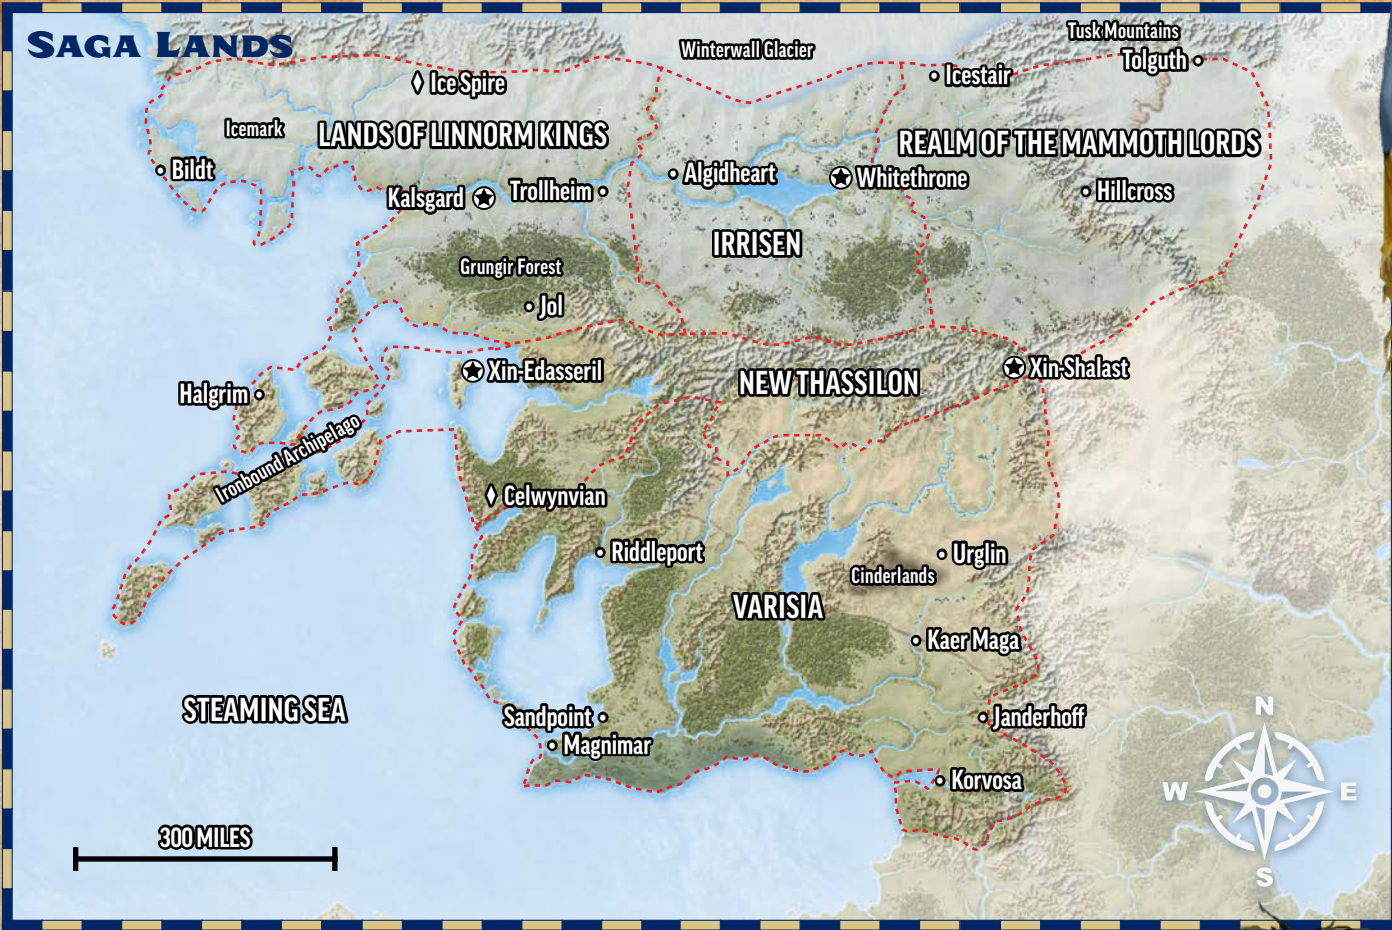 SAGA LANDS
Tusk Mountains
Winterwall Glacier
Tolguth
Icestair
Ice Spire
Icemark
LANDS OF LINNORM KINGS
REALM OF THE MAMMOTH LORDS
Bildt
Algidheart
Whitethrone
Kalsgard
Trollheim
Hillcross
IRRISEN
Grungir Forest
Jol
Xin-Edasseril
NEW THASSILON
Xin-Shalast
Halgrim
Ironbound Archipelago
Celwynvian
Riddleport
Urglin
Cinderlands
VARISIA
Kaer Maga
STEAMING SEA
Sandpoint
Janderhoff
Magnimar
Korvosa
N
W
E
S
300 MILES